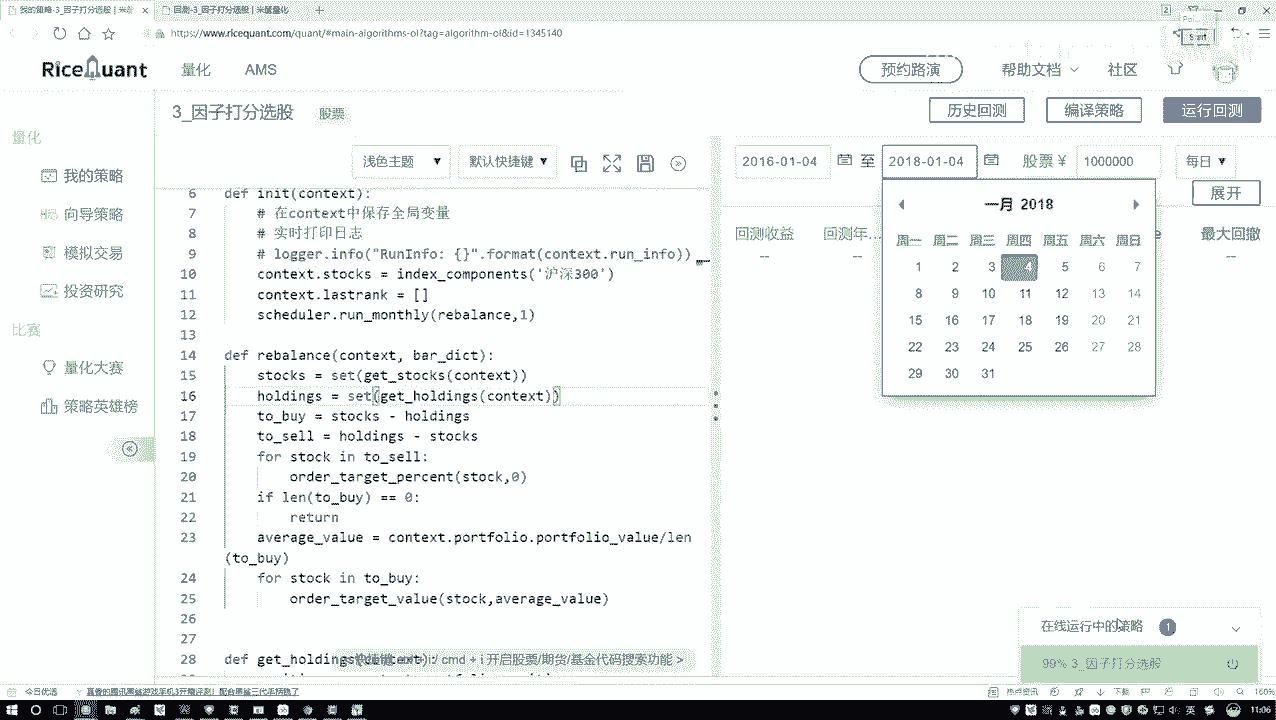 我的策略-3_因子打分选股 | 米
回测-3_因子打分选股 | 米筐量化
https://www.ricequant.com/quant/#main-algorithms-ol?tag=algorithm-ol&id=1345140
RiceQuant
量化
AMS
预约路演
帮助文档
社区
3_因子打分选股
股票
历史回测
编译策略
运行回测
量化
我的策略
向导策略
模拟交易
投资研究
比赛
量化大赛
策略英雄榜
浅色主题
默认快捷键
2016-01-04
至
2018-01-04
股票 ¥
1000000
每日
展开
回测收益
回测年...
最大回撤
--
--
--
一月 2018
周一 周二 周三 周四 周五 周六 周日
1 2 3 4 5 6 7
8 9 10 11 12 13 14
15 16 17 18 19 20 21
22 23 24 25 26 27 28
29 30 31
6 def init(context):
7 # 在context中保存全局变量
8 # 实时打印日志
9 # logger.info("RunInfo: {}".format(context.run_info))
10 context.stocks = index_components('沪深300')
11 context.lastrank = []
12 scheduler.run_monthly(rebalance,1)
13
14 def rebalance(context, bar_dict):
15 stocks = set(get_stocks(context))
16 holdings = set(get_holdings(context))
17 to_buy = stocks - holdings
18 to_sell = holdings - stocks
19 for stock in to_sell:
20 order_target_percent(stock,0)
21 if len(to_buy) == 0:
22 return
23 average_value = context.portfolio.portfolio_value/len
(to_buy)
24 for stock in to_buy:
25 order_target_value(stock,average_value)
26
27
28 def get_holdings
/ cmd + i 开启股票/期货/基金代码搜索功能 >
在线运行中的策略 1
99% 3_因子打分选股
今日优选
热点资讯
下载
160%
11:06